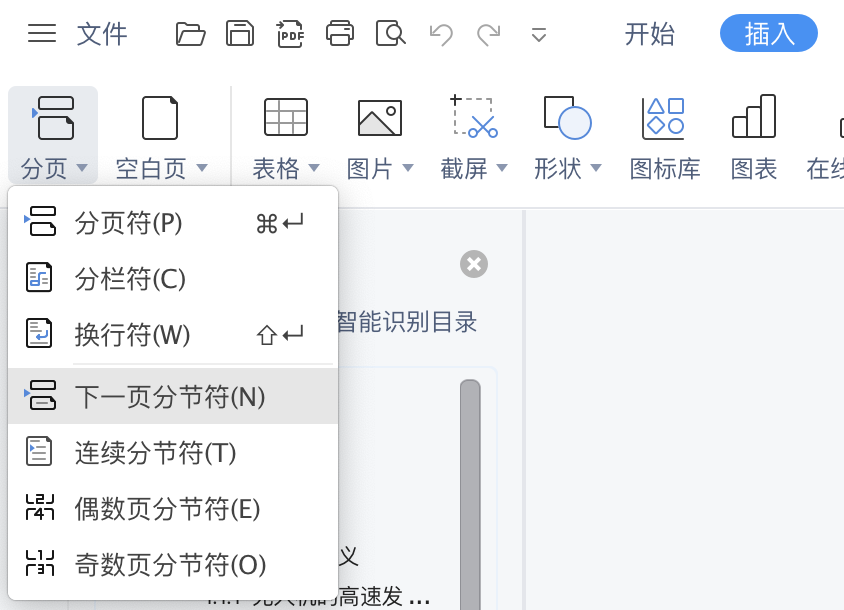 文件 PDF 开始 插入
分页 空白页 表格 图片 截屏 形状 图标库 图表 在线
分页符(P) ⌘↵
分栏符(C)
换行符(W) ⇧↵
智能识别目录
下一页分节符(N)
连续分节符(T)
偶数页分节符(E)
奇数页分节符(O)
义
的高速发 ...